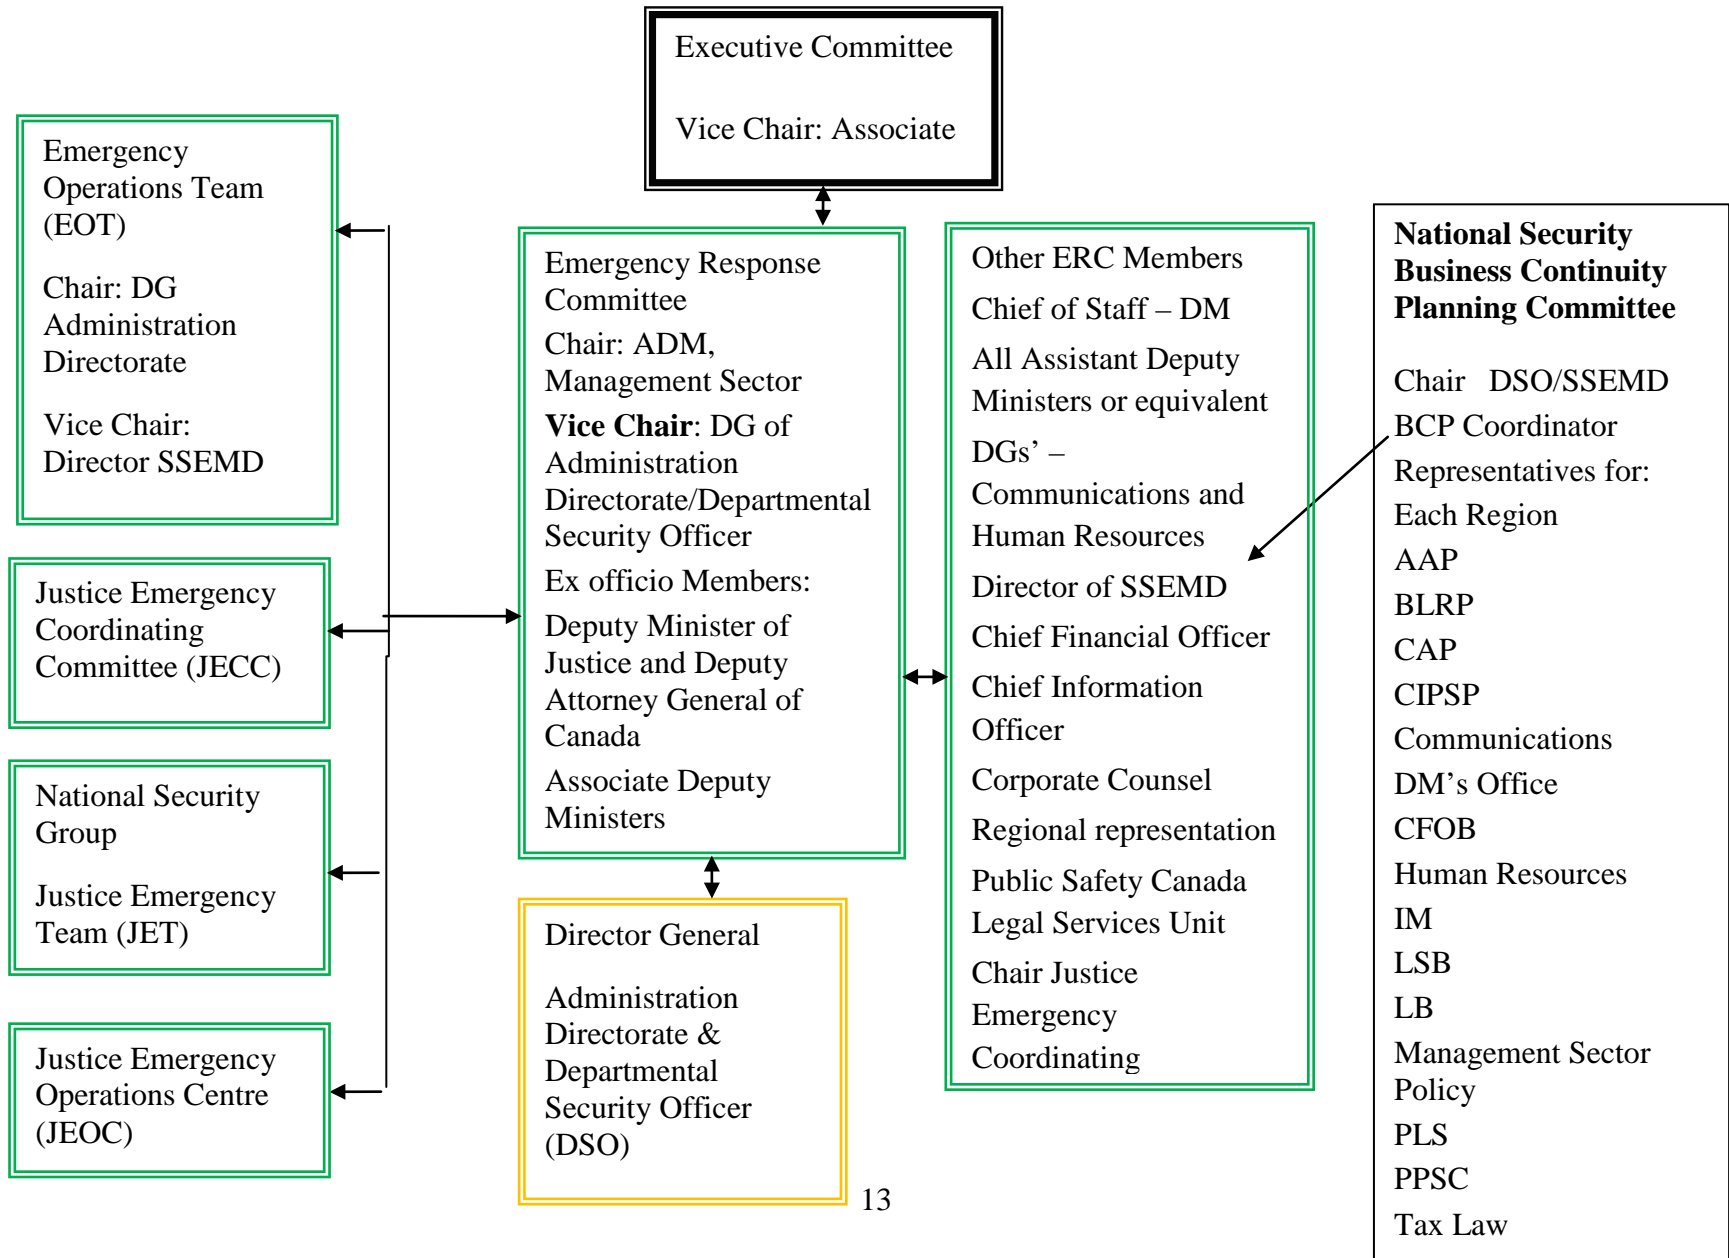 Executive Committee
Vice Chair: Associate
Emergency
Operations Team
(EOT)
Chair: DG
Administration
Directorate
Vice Chair:
Director SSEMD
Justice Emergency
Coordinating
Committee (JECC)
National Security
Group
Justice Emergency
Team (JET)
Justice Emergency
Operations Centre
(JEOC)
Emergency Response
Committee
Chair: ADM,
Management Sector
Vice Chair: DG of
Administration
Directorate/Departmental
Security Officer
Ex officio Members:
Deputy Minister of
Justice and Deputy
Attorney General of
Canada
Associate Deputy
Ministers
Director General
Administration
Directorate &
Departmental
Security Officer
(DSO)
Other ERC Members
Chief of Staff – DM
All Assistant Deputy
Ministers or equivalent
DGs’ –
Communications and
Human Resources
Director of SSEMD
Chief Financial Officer
Chief Information
Officer
Corporate Counsel
Regional representation
Public Safety Canada
Legal Services Unit
Chair Justice
Emergency
Coordinating
National Security
Business Continuity
Planning Committee
Chair DSO/SSEMD
BCP Coordinator
Representatives for:
Each Region
AAP
BLRP
CAP
CIPSP
Communications
DM’s Office
CFOB
Human Resources
IM
LSB
LB
Management Sector
Policy
PLS
PPSC
Tax Law
13